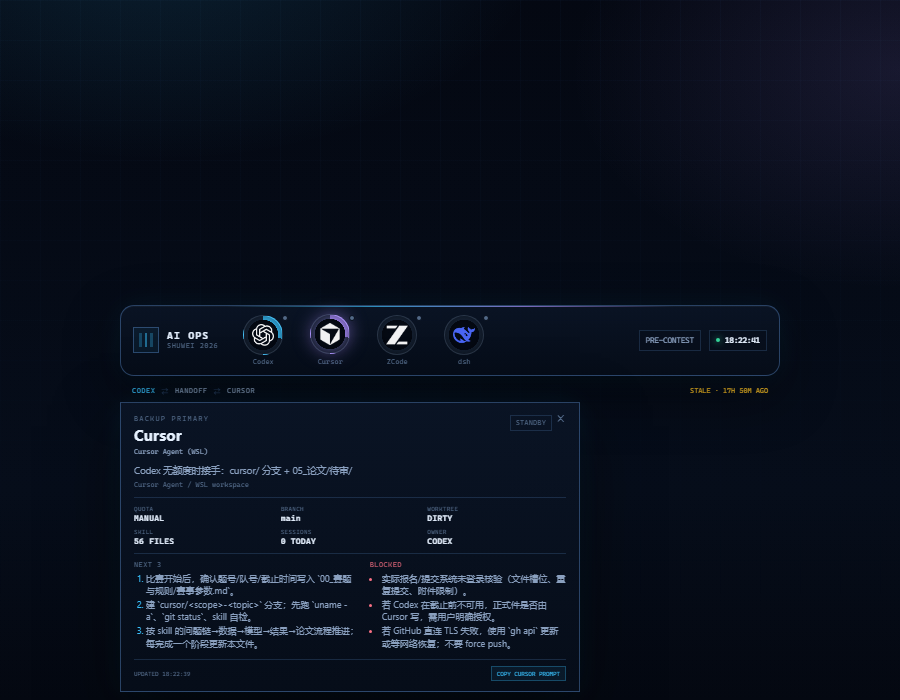 AI OPS
SHUWEI 2026
Codex
Cursor
ZCode
dsh
PRE-CONTEST
18:22:41
CODEX ⇄ HANDOFF ⇄ CURSOR
STALE · 17H 50M AGO
BACKUP PRIMARY
STANDBY
Cursor
Cursor Agent (WSL)
Codex 无额度时接手：cursor/ 分支 + 05_论文/待审/
Cursor Agent / WSL workspace
QUOTA
MANUAL
BRANCH
main
WORKTREE
DIRTY
SKILL
56 FILES
SESSIONS
0 TODAY
OWNER
CODEX
NEXT 3
1. 比赛开始后，确认题号/队号/截止时间写入 `00_赛题
与规则/赛事参数.md`。
2. 建 `cursor/<scope>-<topic>` 分支；先跑 `uname -
a`、`git status`、skill 自检。
3. 按 skill 的问题链→数据→模型→结果→论文流程推进；
每完成一个阶段更新本文件。
BLOCKED
实际报名/提交系统未登录核验（文件槽位、重
复提交、附件限制）。
若 Codex 在截止前不可用，正式件是否由
Cursor 写，需用户明确授权。
若 GitHub 直连 TLS 失败，使用 `gh api` 更新
或等网络恢复；不要 force push。
UPDATED 18:22:39
COPY CURSOR PROMPT